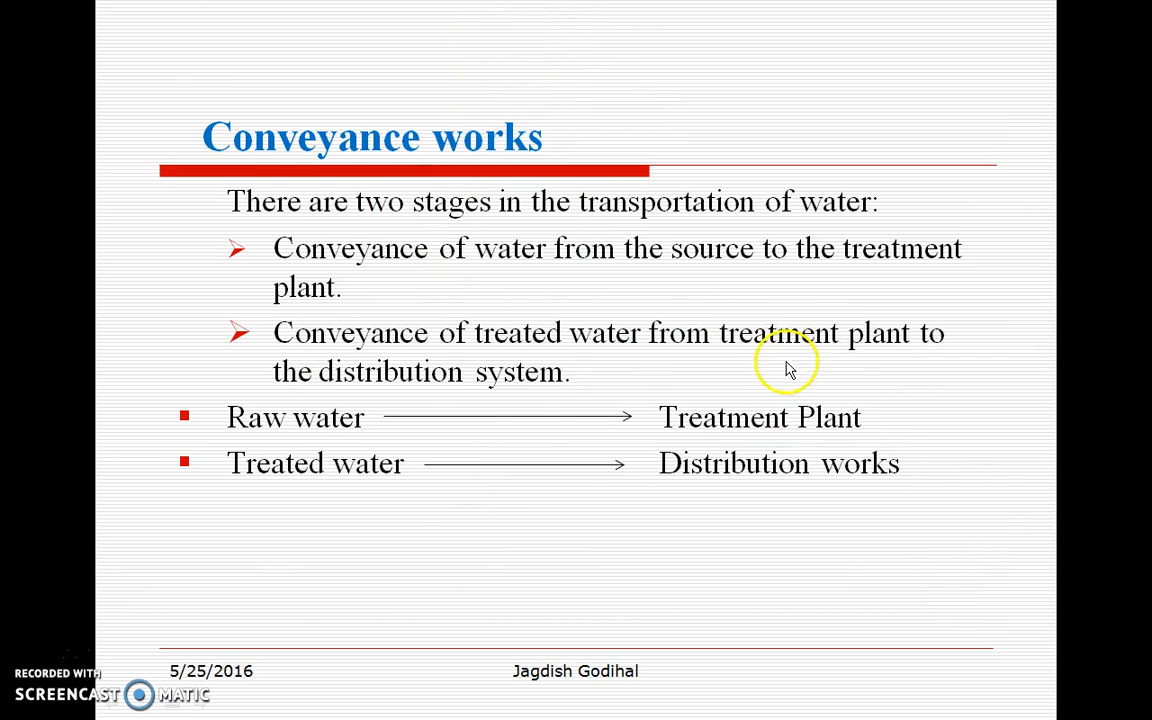 Conveyance works
There are two stages in the transportation of water:
Conveyance of water from the source to the treatment
plant.
Conveyance of treated water from treatment plant to
the distribution system.
Raw water Treatment Plant
Treated water Distribution works
5/25/2016 Jagdish Godihal
RECORDED WITH
SCREENCAST MATIC